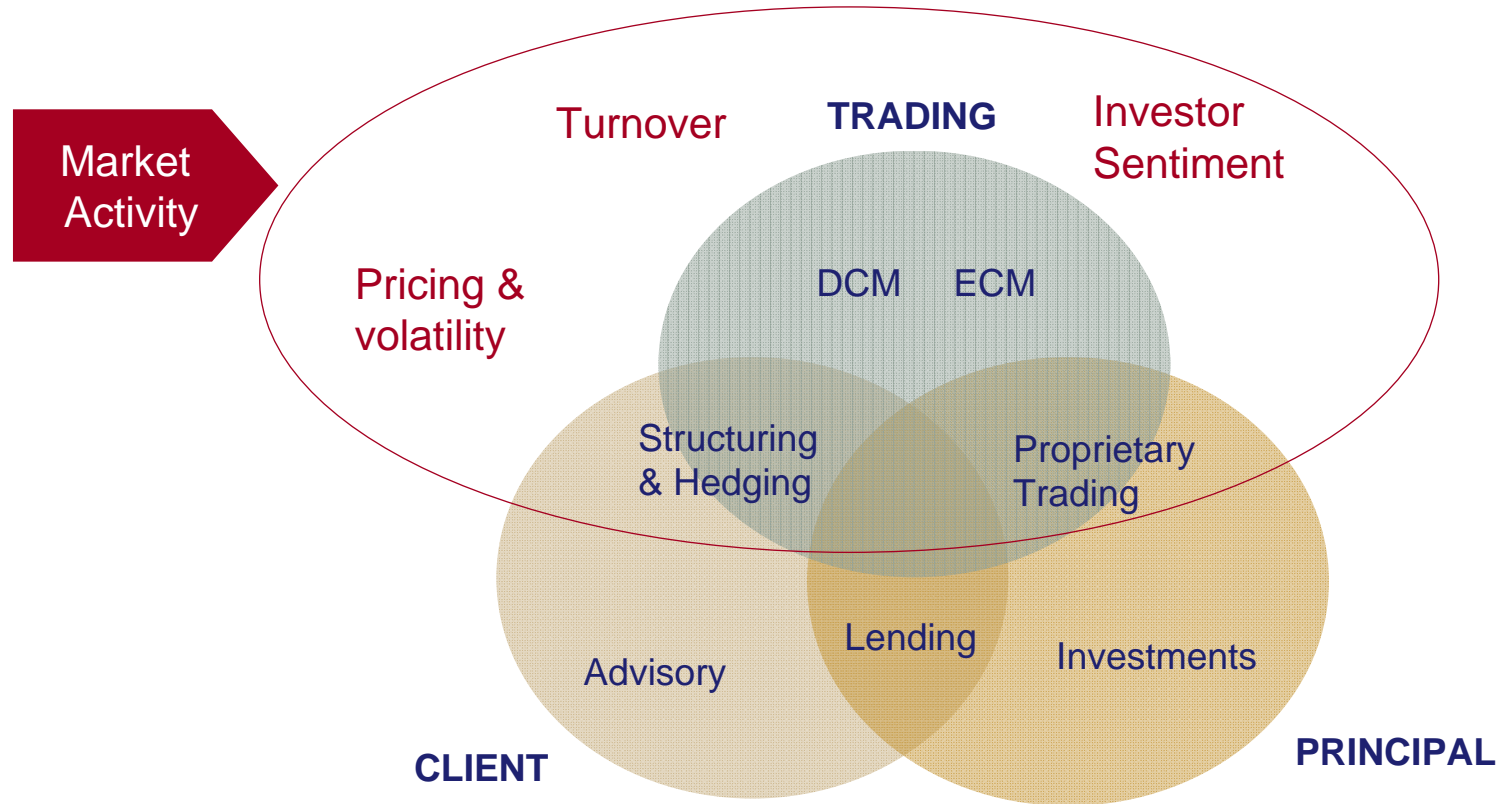 Market
Activity
Turnover
TRADING
Investor
Sentiment
Pricing &
volatility
DCM ECM
Structuring
& Hedging
Proprietary
Trading
Lending
Advisory
Investments
CLIENT
PRINCIPAL